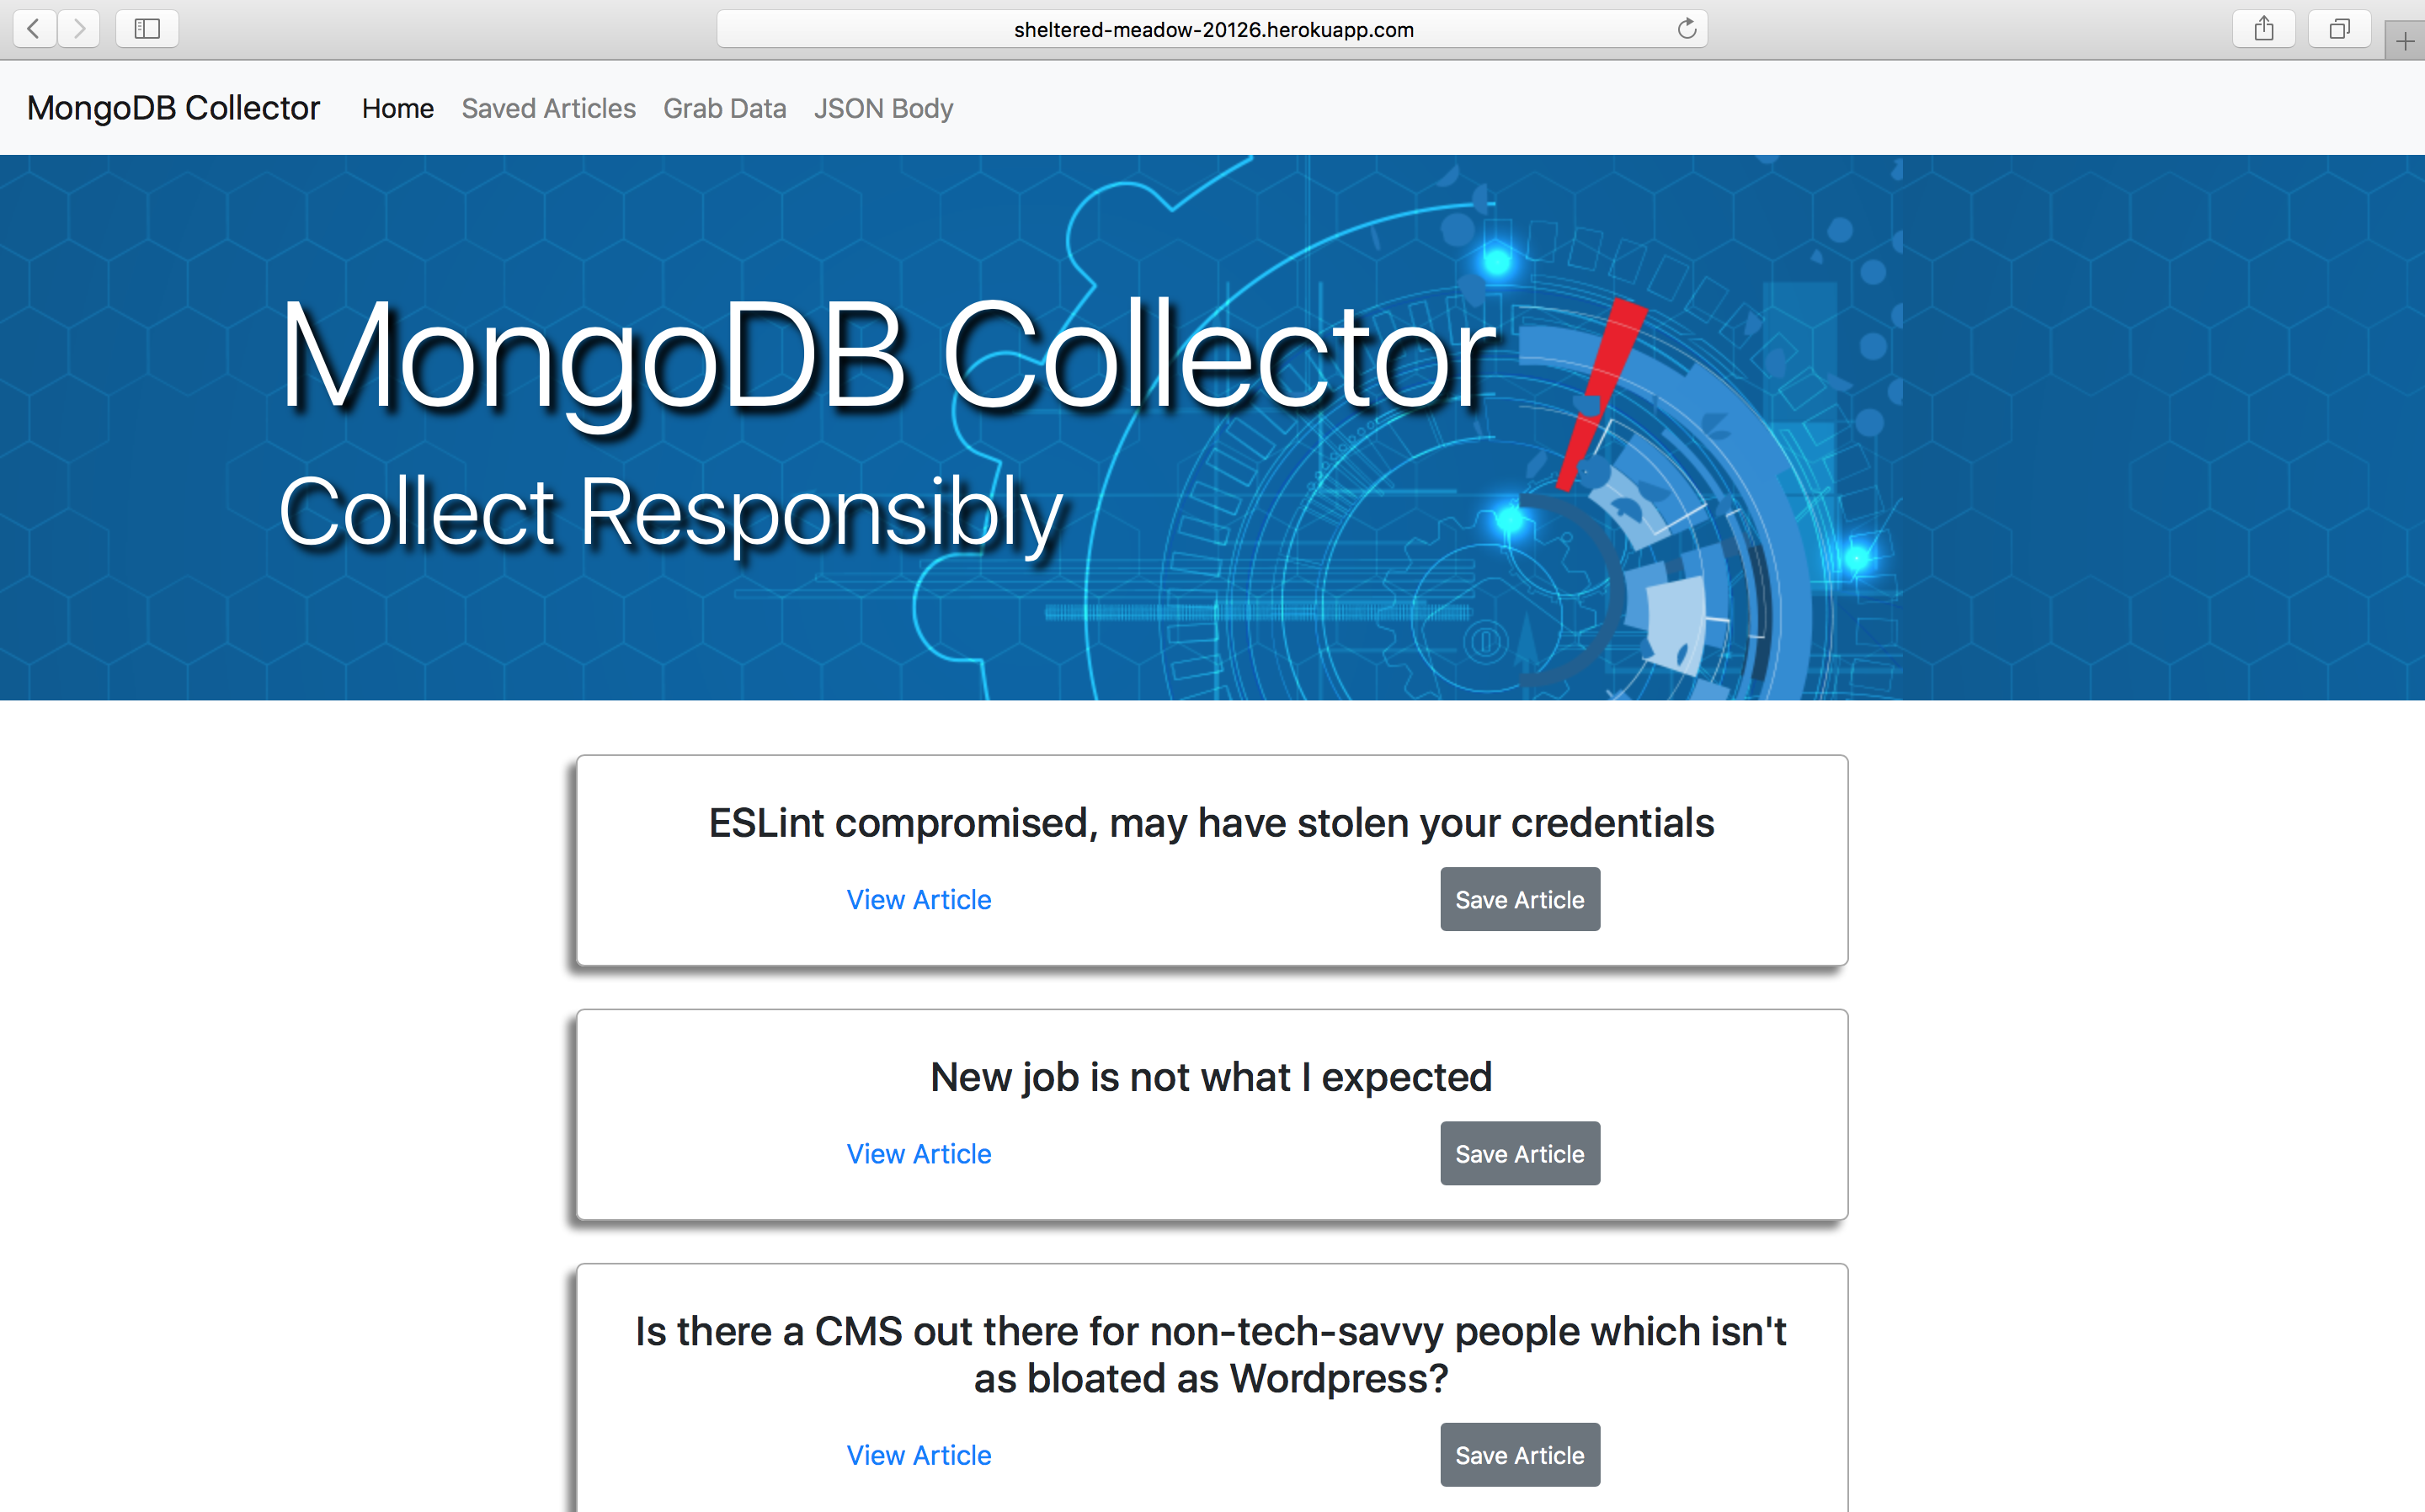 sheltered-meadow-20126.herokuapp.com
MongoDB Collector Home Saved Articles Grab Data JSON Body
MongoDB Collector
Collect Responsibly
ESLint compromised, may have stolen your credentials
View Article Save Article
New job is not what I expected
View Article Save Article
Is there a CMS out there for non-tech-savvy people which isn't
as bloated as Wordpress?
View Article Save Article